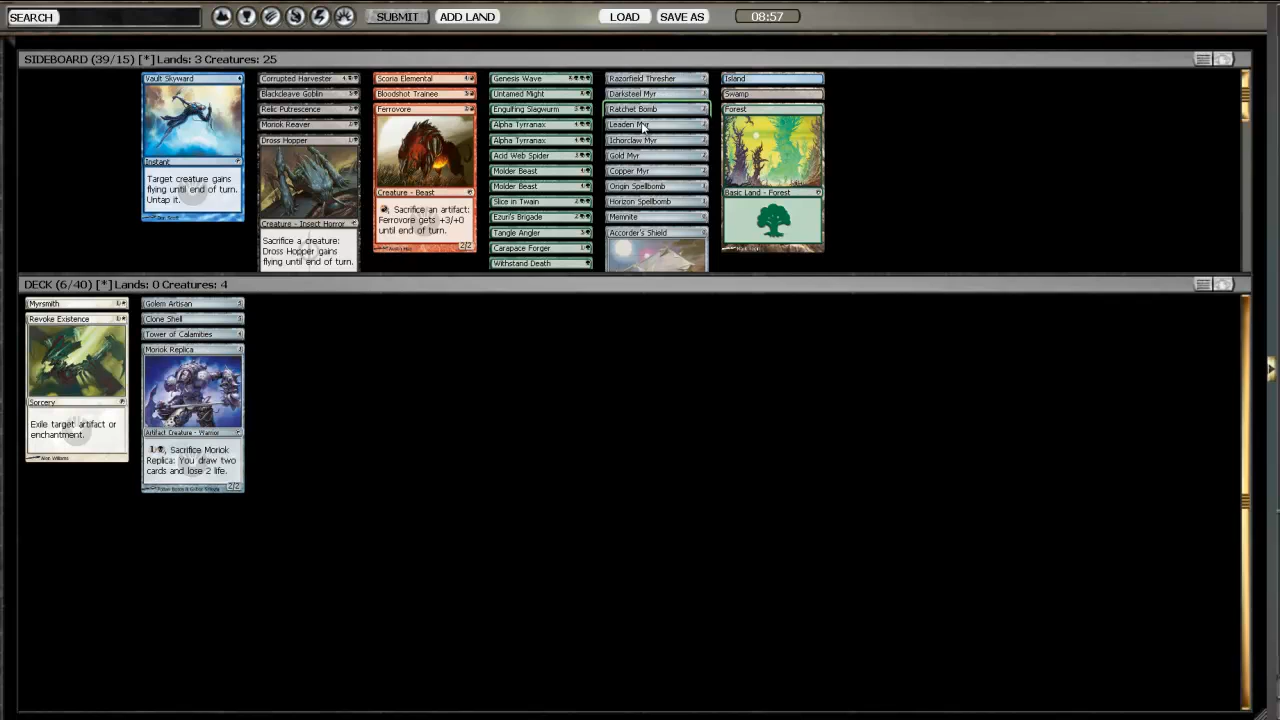 SEARCH
SUBMIT
ADD LAND
LOAD
SAVE AS
08:57
SIDEBOARD (39/15) [*] Lands: 3 Creatures: 25
Vault Skyward
Instant
Target creature gains
flying until end of turn.
Untap it.
Corrupted Harvester
Blackcleave Goblin
Relic Putrescence
Moriok Reaver
Dross Hopper
Creature - Insect Horror
Sacrifice a creature:
Dross Hopper gains
flying until end of turn.
Scoria Elemental
Bloodshot Trainee
Ferrovore
Creature - Beast
, Sacrifice an artifact:
Ferrovore gets +3/+0
until end of turn.
2/2
Genesis Wave
Untamed Might
Engulfing Slagwurm
Alpha Tyrranax
Alpha Tyrranax
Acid Web Spider
Molder Beast
Molder Beast
Slice in Twain
Ezuri's Brigade
Tangle Angler
Carapace Forger
Withstand Death
Razorfield Thresher
Darksteel Myr
Ratchet Bomb
Leaden Myr
Ichorclaw Myr
Gold Myr
Copper Myr
Origin Spellbomb
Horizon Spellbomb
Memnite
Accorder's Shield
Island
Swamp
Forest
Basic Land - Forest
DECK (6/40) [*] Lands: 0 Creatures: 4
Myrsmith
Revoke Existence
Sorcery
Exile target artifact or
enchantment.
Golem Artisan
Clone Shell
Tower of Calamities
Moriok Replica
Artifact Creature - Warrior
1 , Sacrifice Moriok
Replica: You draw two
cards and lose 2 life.
2/2